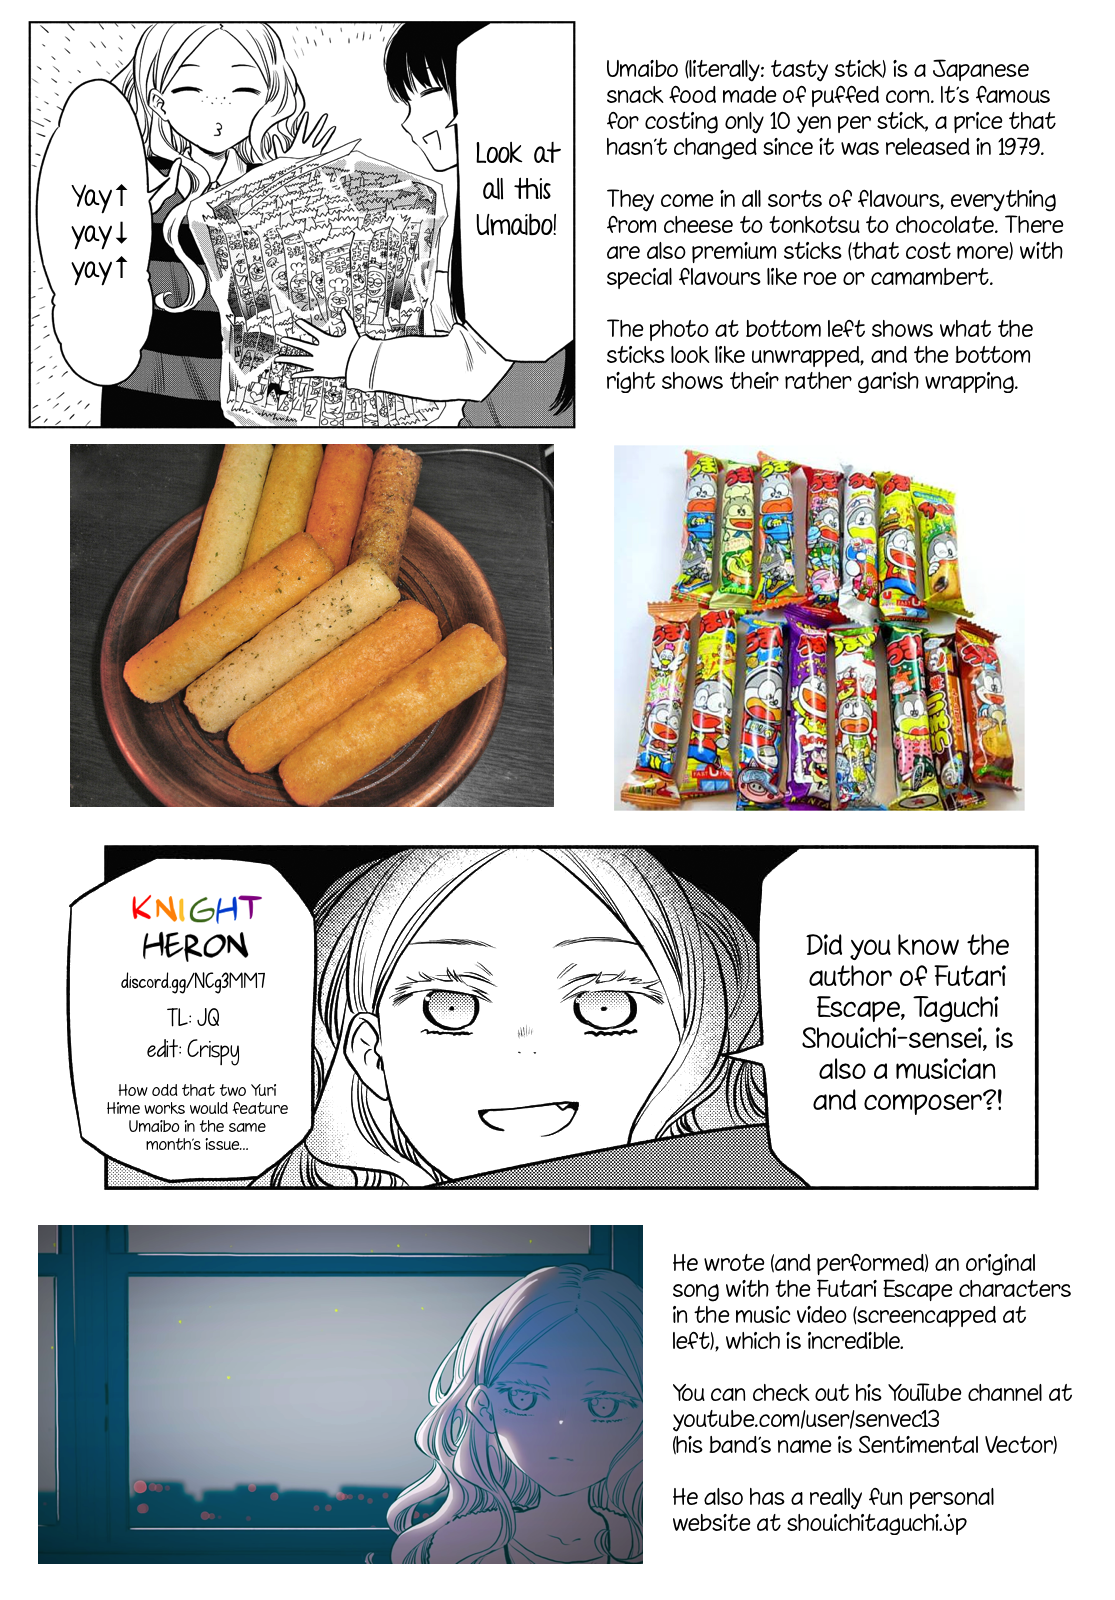 Look at
all this
Umaibo!
Yay↑
yay↓
yay↑
Umaibo (literally: tasty stick) is a Japanese
snack food made of puffed corn. It's famous
for costing only 10 yen per stick, a price that
hasn't changed since it was released in 1979.
They come in all sorts of flavours, everything
from cheese to tonkotsu to chocolate. There
are also premium sticks (that cost more) with
special flavours like roe or camambert.
The photo at bottom left shows what the
sticks look like unwrapped, and the bottom
right shows their rather garish wrapping.
KNIGHT
HERON
discord.gg/NCg3MM7
TL: JQ
edit: Crispy
How odd that two Yuri
Hime works would feature
Umaibo in the same
month's issue...
Did you know the
author of Futari
Escape, Taguchi
Shouichi-sensei, is
also a musician
and composer?!
He wrote (and performed) an original
song with the Futari Escape characters
in the music video (screencapped at
left), which is incredible.
You can check out his YouTube channel at
youtube.com/user/senvec13
(his band's name is Sentimental Vector)
He also has a really fun personal
website at shouichitaguchi.jp